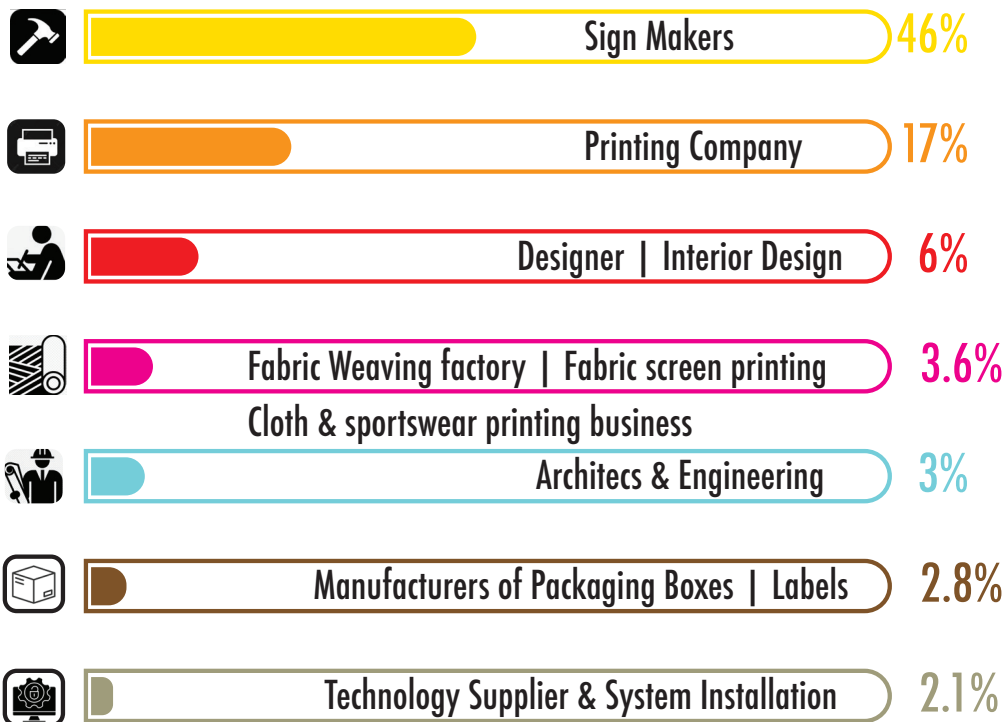 Sign Makers 46%
Printing Company 17%
Designer | Interior Design 6%
Fabric Weaving factory | Fabric screen printing 3.6%
Cloth & sportswear printing business
Architecs & Engineering 3%
Manufacturers of Packaging Boxes | Labels 2.8%
Technology Supplier & System Installation 2.1%